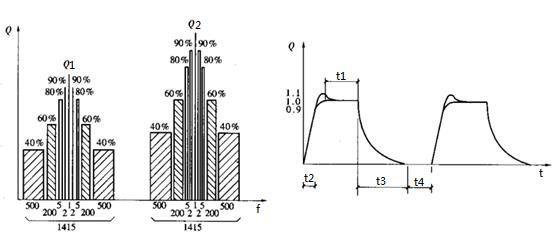 Q
Q1
90% 90%
80% 80%
60% 60%
40% 40%
500 5 1 5 500
200 2 2 200
1415
Q2
90% 90%
80% 80%
60% 60%
40% 40%
500 5 1 5 500
200 2 2 200
1415
f
Q
t1
1.1
1.0
0.9
t2
t3
t4
t